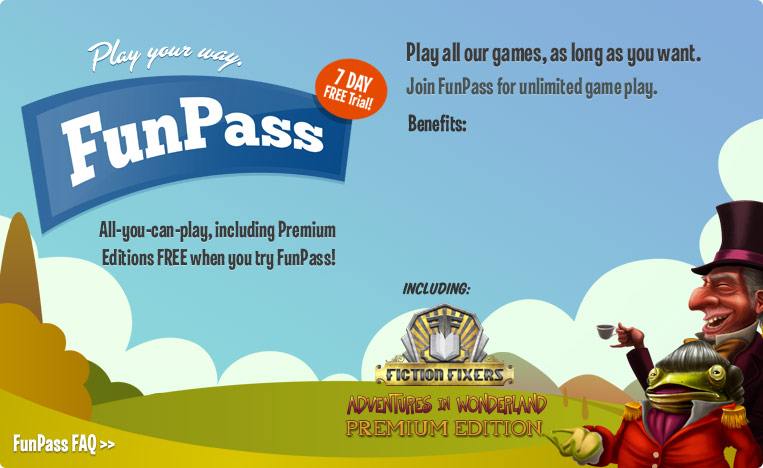 Play your way.
FunPass
7 DAY
FREE Trial!
All-you-can-play, including Premium
Editions FREE when you try FunPass!
Play all our games, as long as you want.
Join FunPass for unlimited game play.
Benefits:
INCLUDING:
FICTION FIXERS
ADVENTURES IN WONDERLAND
PREMIUM EDITION
FunPass FAQ >>